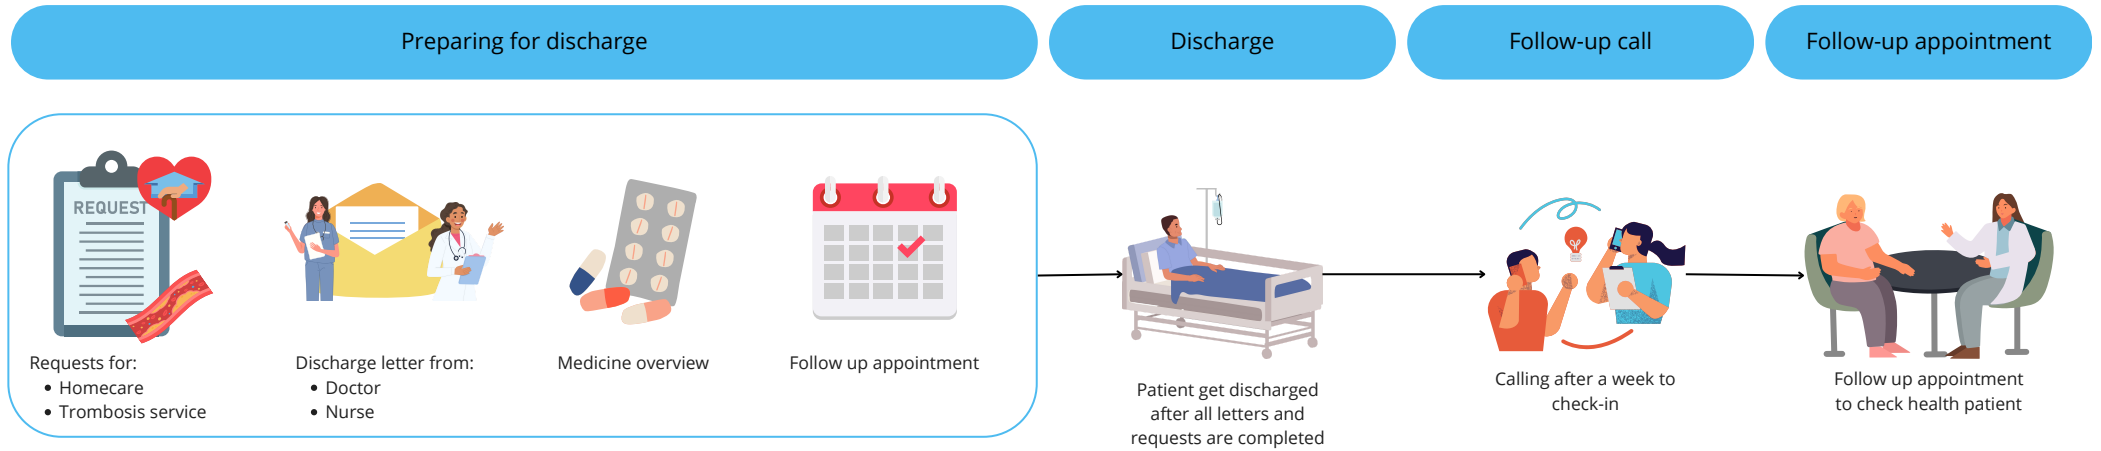 Preparing for discharge
Discharge
Follow-up call
Follow-up appointment
REQUEST
Requests for:
• Homecare
• Trombosis service
Discharge letter from:
• Doctor
• Nurse
Medicine overview
Follow up appointment
Patient get discharged
after all letters and
requests are completed
Calling after a week to
check-in
Follow up appointment
to check health patient